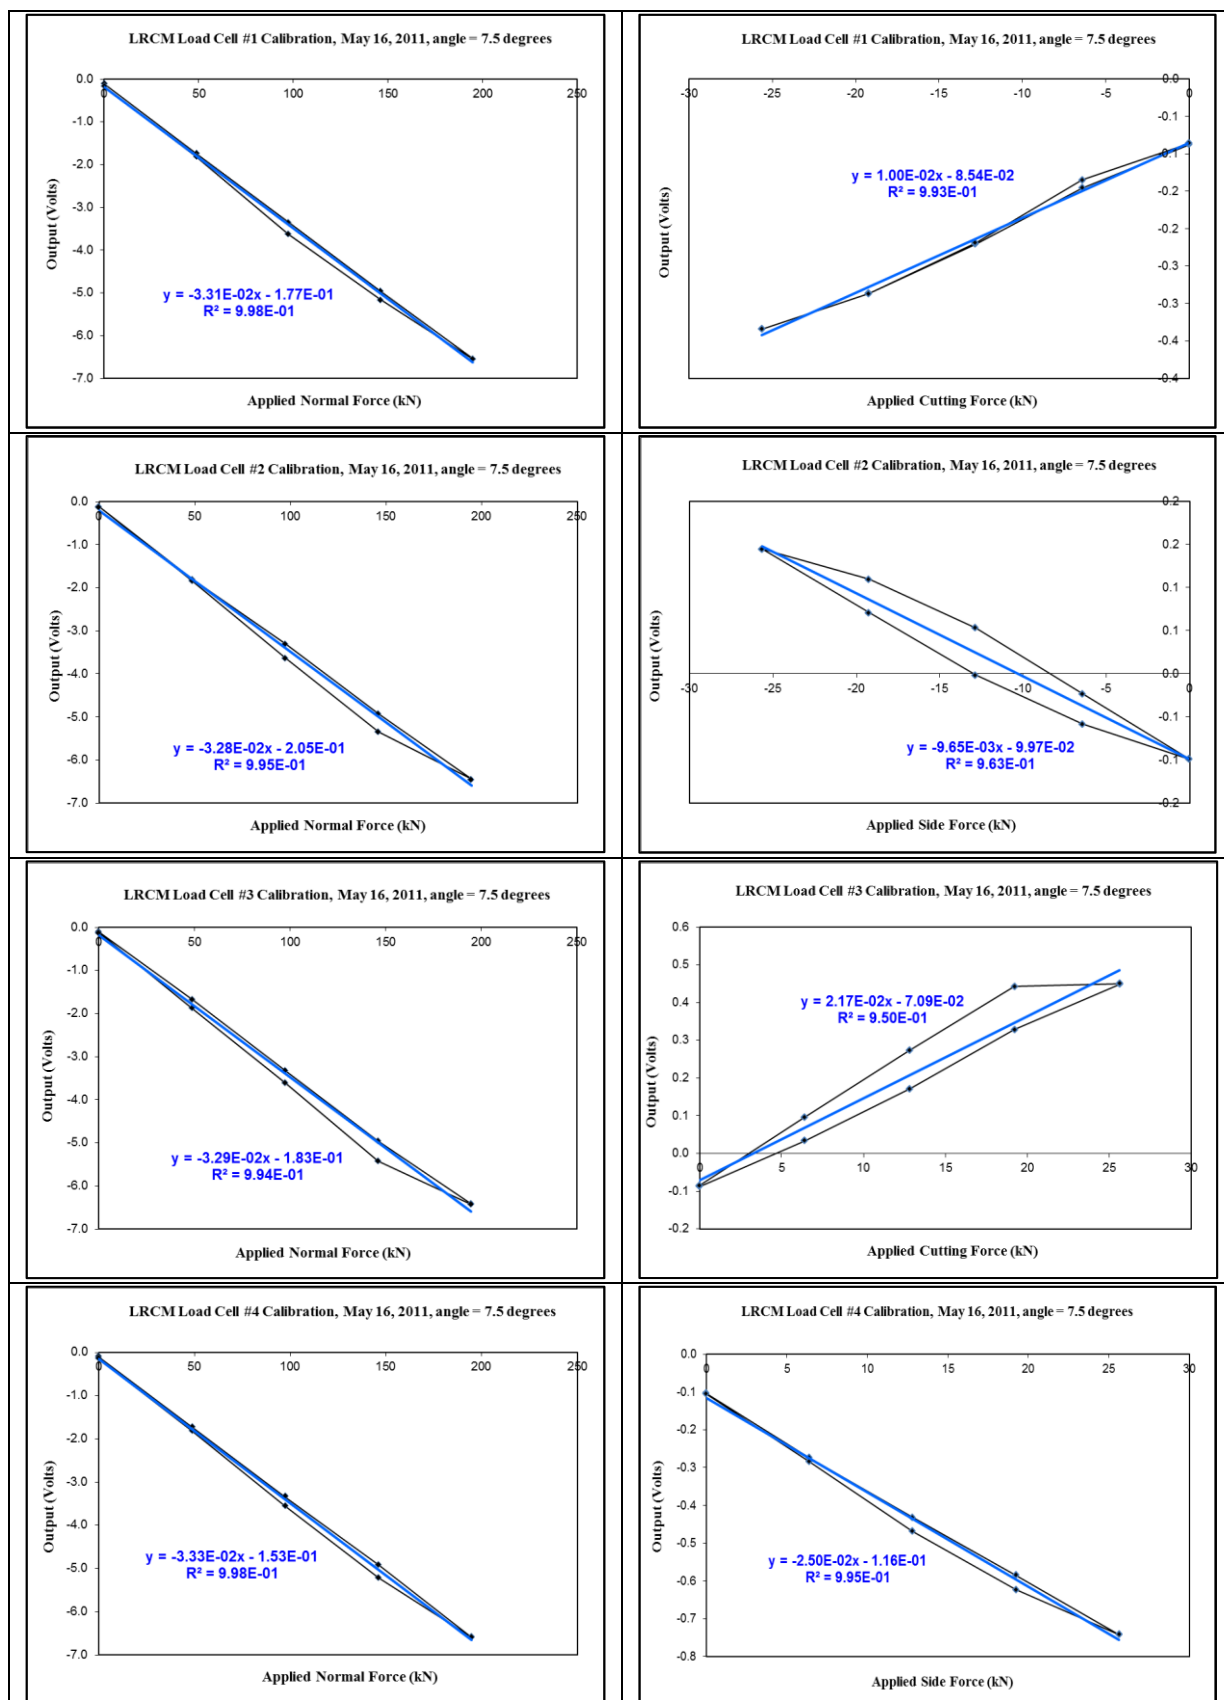 LRCM Load Cell #1 Calibration, May 16, 2011, angle = 7.5 degrees
0.0
0 50 100 150 200 250
-1.0
-2.0
-3.0
-4.0
-5.0
-6.0
-7.0
Output (Volts)
y = -3.31E-02x - 1.77E-01
R² = 9.98E-01
Applied Normal Force (kN)
LRCM Load Cell #1 Calibration, May 16, 2011, angle = 7.5 degrees
-30 -25 -20 -15 -10 -5 0
0.0
-0.1
-0.1
-0.2
-0.2
-0.3
-0.3
-0.4
-0.4
Output (Volts)
y = 1.00E-02x - 8.54E-02
R² = 9.93E-01
Applied Cutting Force (kN)
LRCM Load Cell #2 Calibration, May 16, 2011, angle = 7.5 degrees
0.0
0 50 100 150 200 250
-1.0
-2.0
-3.0
-4.0
-5.0
-6.0
-7.0
Output (Volts)
y = -3.28E-02x - 2.05E-01
R² = 9.95E-01
Applied Normal Force (kN)
LRCM Load Cell #2 Calibration, May 16, 2011, angle = 7.5 degrees
0.2
0.2
0.1
0.1
0.0
-30 -25 -20 -15 -10 -5 0
-0.1
-0.1
-0.2
Output (Volts)
y = -9.65E-03x - 9.97E-02
R² = 9.63E-01
Applied Side Force (kN)
LRCM Load Cell #3 Calibration, May 16, 2011, angle = 7.5 degrees
0.0
0 50 100 150 200 250
-1.0
-2.0
-3.0
-4.0
-5.0
-6.0
-7.0
Output (Volts)
y = -3.29E-02x - 1.83E-01
R² = 9.94E-01
Applied Normal Force (kN)
LRCM Load Cell #3 Calibration, May 16, 2011, angle = 7.5 degrees
0.6
0.5
0.4
0.3
0.2
0.1
0.0
0 5 10 15 20 25 30
-0.1
-0.2
Output (Volts)
y = 2.17E-02x - 7.09E-02
R² = 9.50E-01
Applied Cutting Force (kN)
LRCM Load Cell #4 Calibration, May 16, 2011, angle = 7.5 degrees
0.0
0 50 100 150 200 250
-1.0
-2.0
-3.0
-4.0
-5.0
-6.0
-7.0
Output (Volts)
y = -3.33E-02x - 1.53E-01
R² = 9.98E-01
Applied Normal Force (kN)
LRCM Load Cell #4 Calibration, May 16, 2011, angle = 7.5 degrees
0.0
0 5 10 15 20 25 30
-0.1
-0.2
-0.3
-0.4
-0.5
-0.6
-0.7
-0.8
Output (Volts)
y = -2.50E-02x - 1.16E-01
R² = 9.95E-01
Applied Side Force (kN)